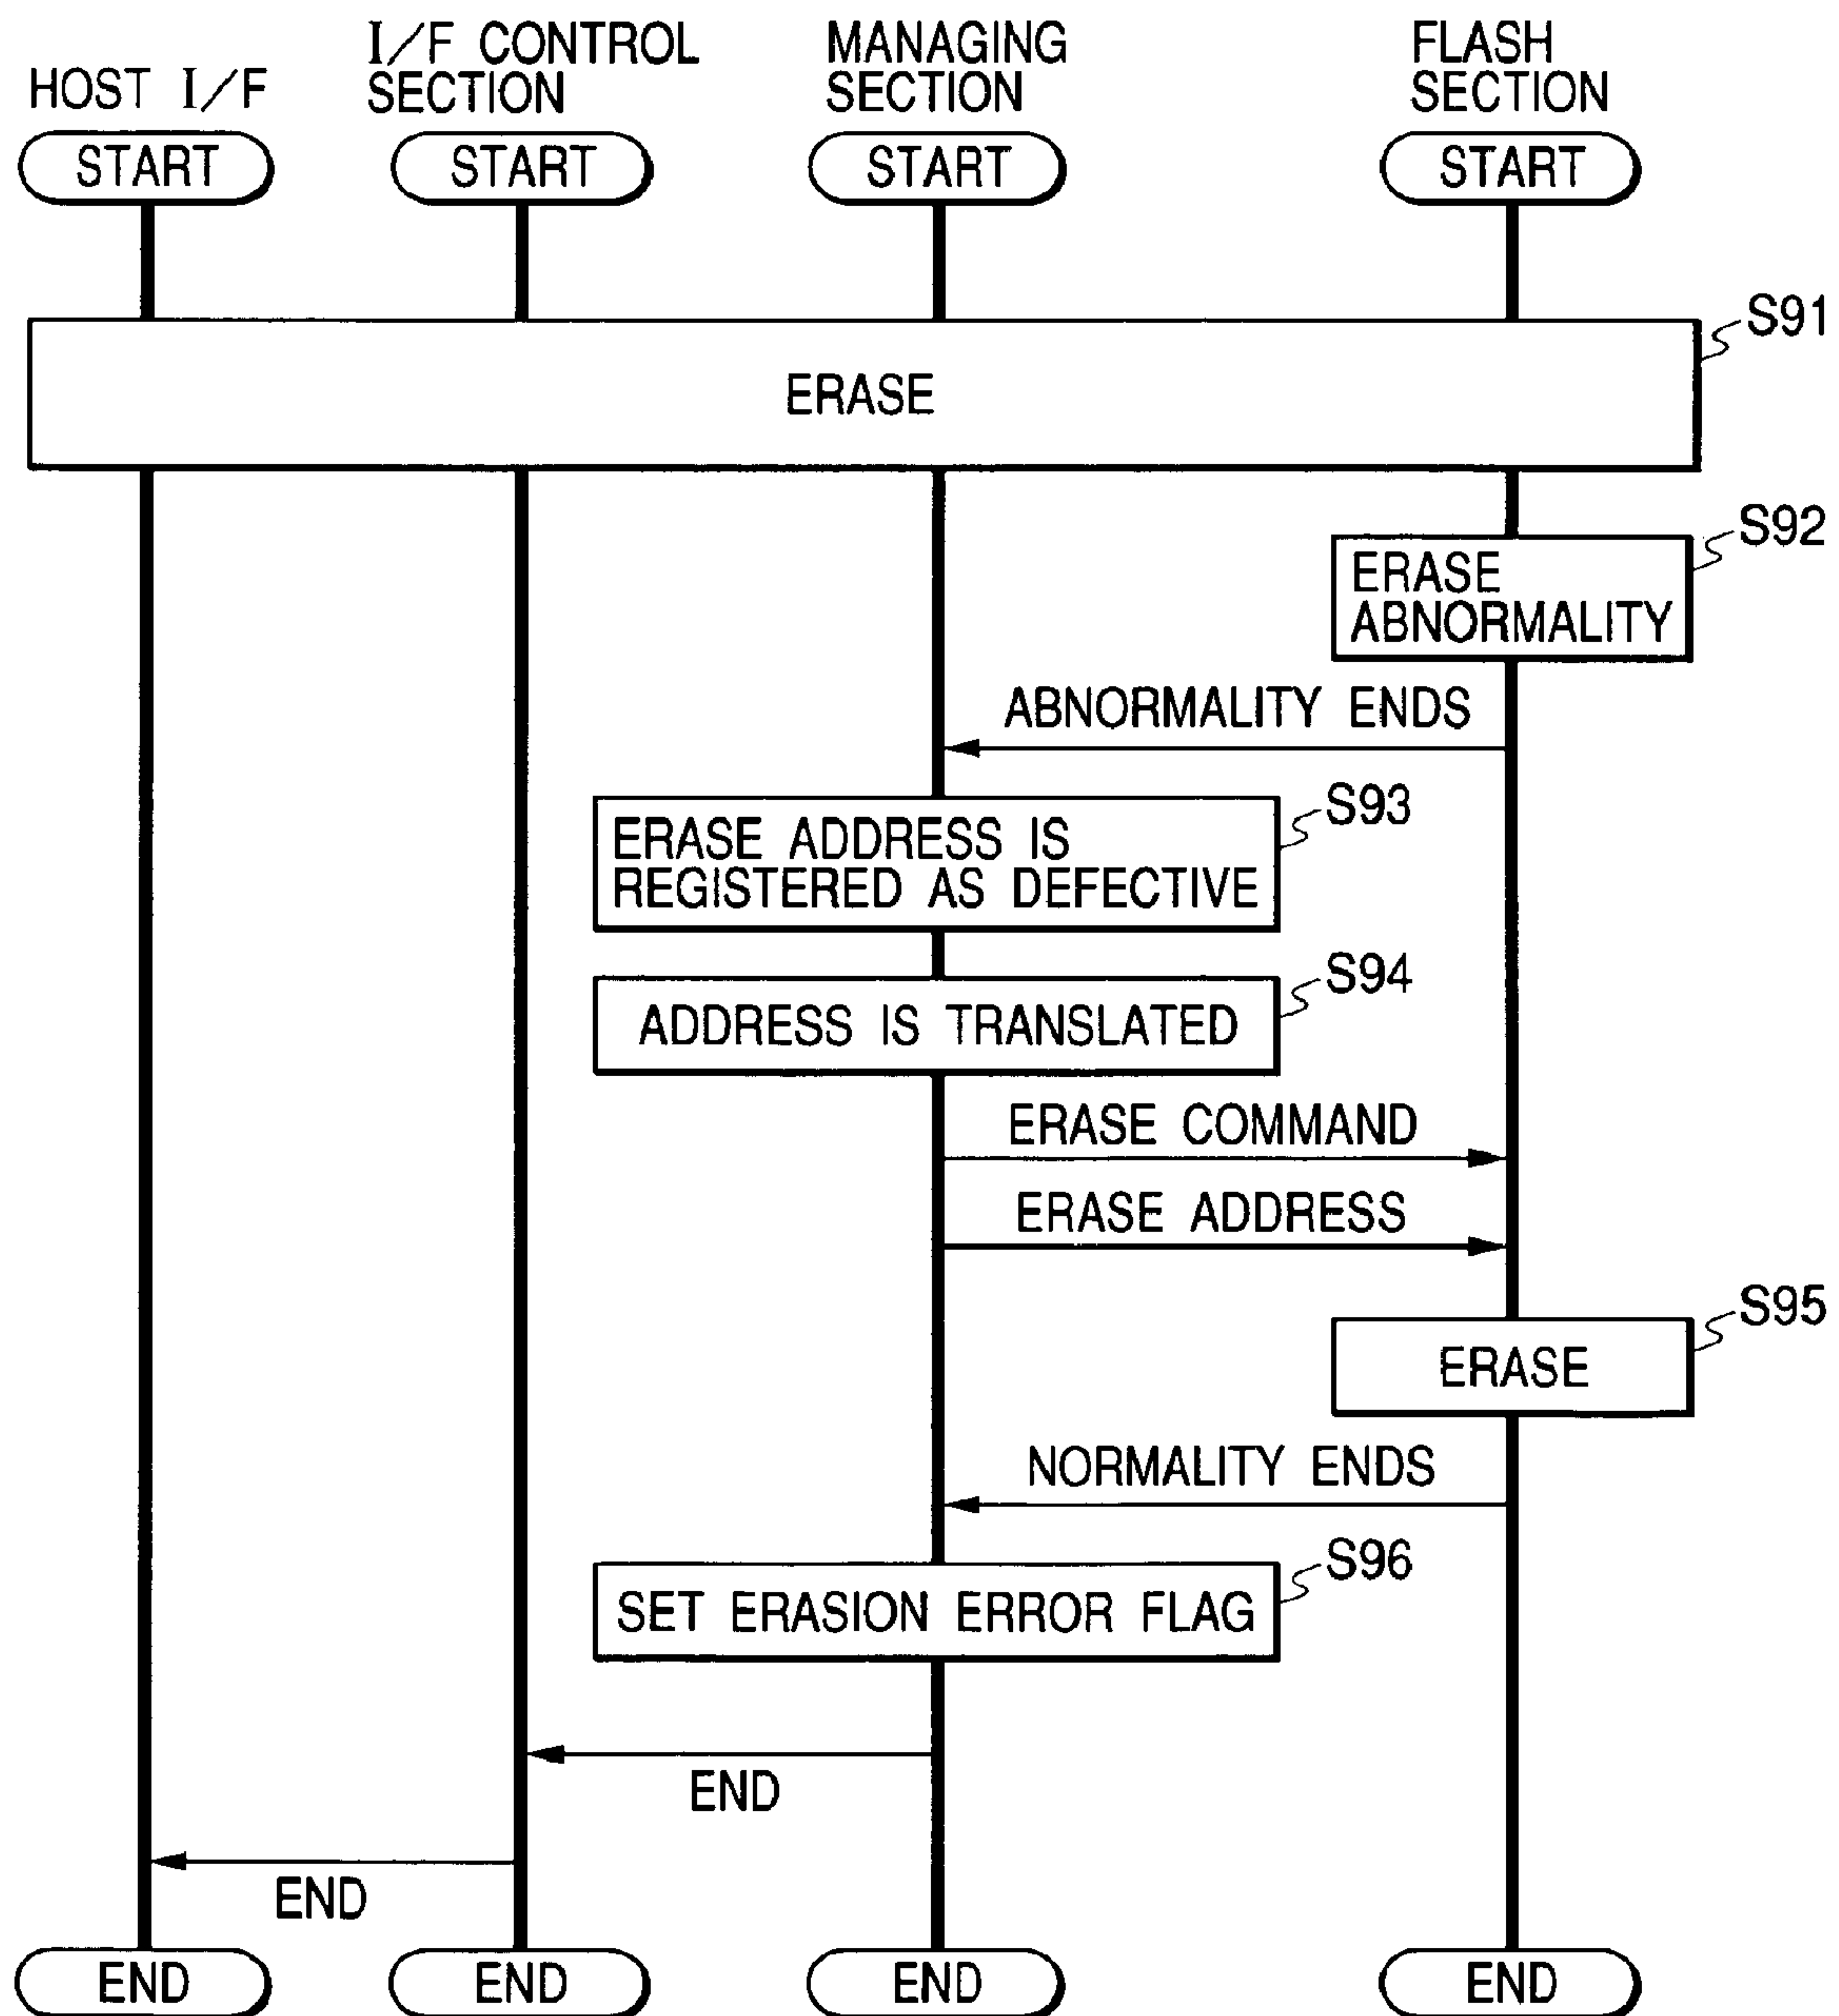 HOST I/F
I/F CONTROL
SECTION
MANAGING
SECTION
FLASH
SECTION
START
START
START
START
S91
ERASE
S92
ERASE
ABNORMALITY
ABNORMALITY ENDS
S93
ERASE ADDRESS IS
REGISTERED AS DEFECTIVE
S94
ADDRESS IS TRANSLATED
ERASE COMMAND
ERASE ADDRESS
S95
ERASE
NORMALITY ENDS
S96
SET ERASION ERROR FLAG
END
END
END
END
END
END